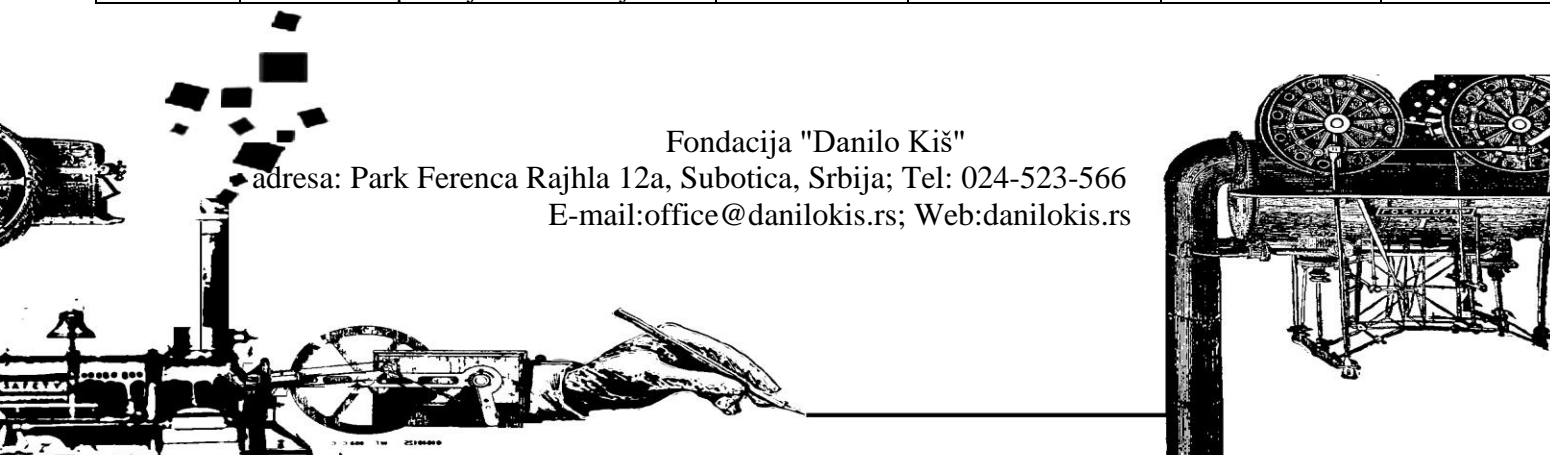 Fondacija "Danilo Kiš"
adresa: Park Ferenca Rajhla 12a, Subotica, Srbija; Tel: 024-523-566
E-mail:office@danilokis.rs; Web:danilokis.rs
SAFETY